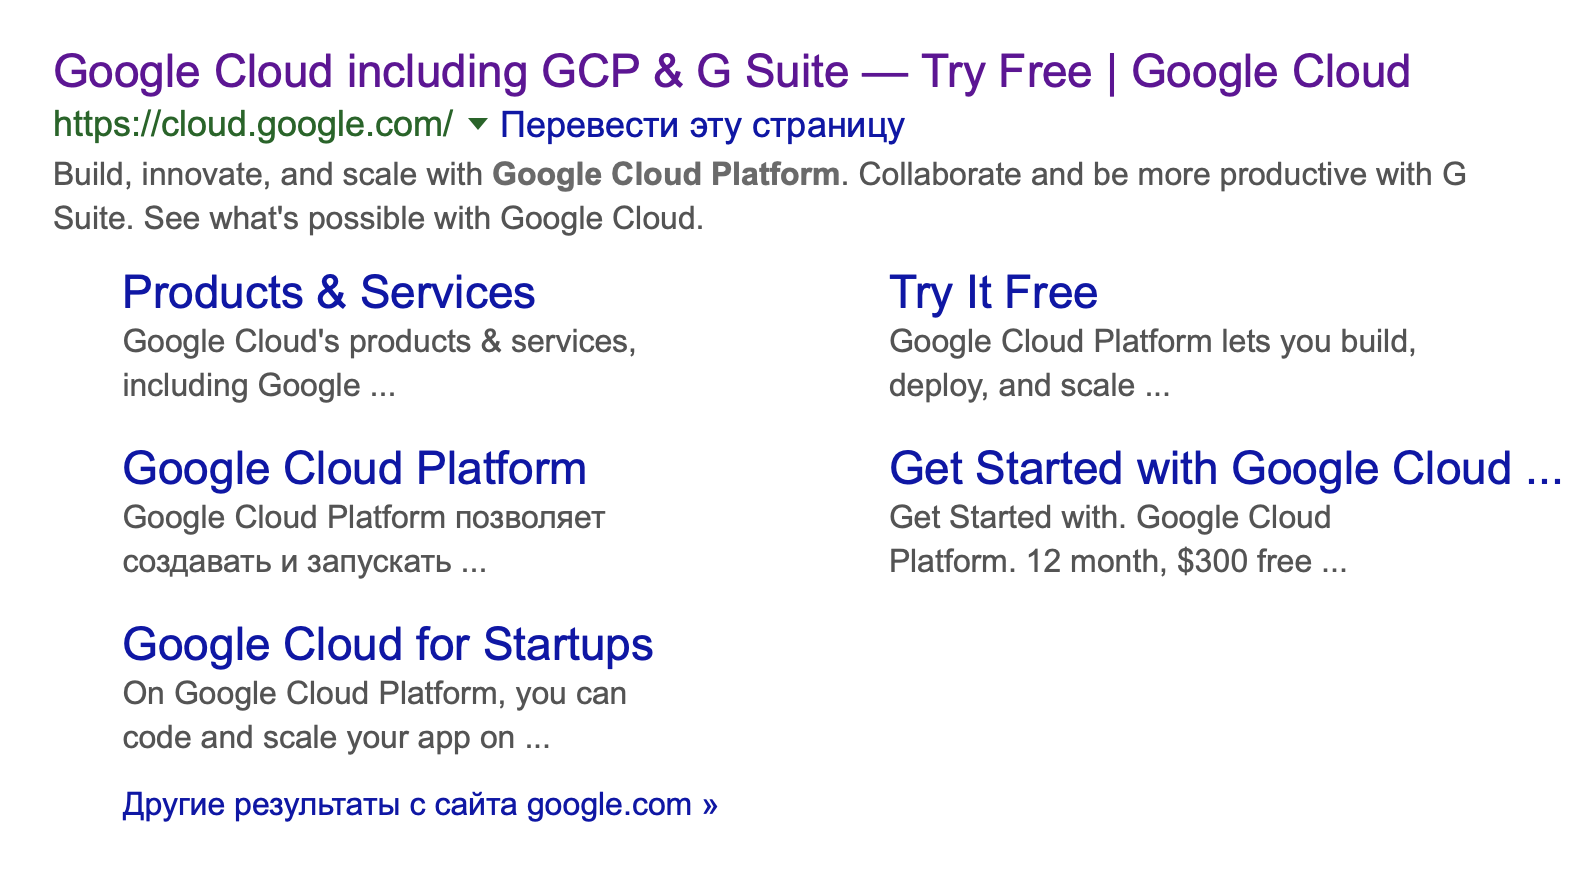 Google Cloud including GCP & G Suite — Try Free | Google Cloud
https://cloud.google.com/ ▼ Перевести эту страницу
Build, innovate, and scale with Google Cloud Platform. Collaborate and be more productive with G
Suite. See what's possible with Google Cloud.
Products & Services
Google Cloud's products & services,
including Google ...
Try It Free
Google Cloud Platform lets you build,
deploy, and scale ...
Google Cloud Platform
Google Cloud Platform позволяет
создавать и запускать ...
Get Started with Google Cloud ...
Get Started with. Google Cloud
Platform. 12 month, $300 free ...
Google Cloud for Startups
On Google Cloud Platform, you can
code and scale your app on ...
Другие результаты с сайта google.com »